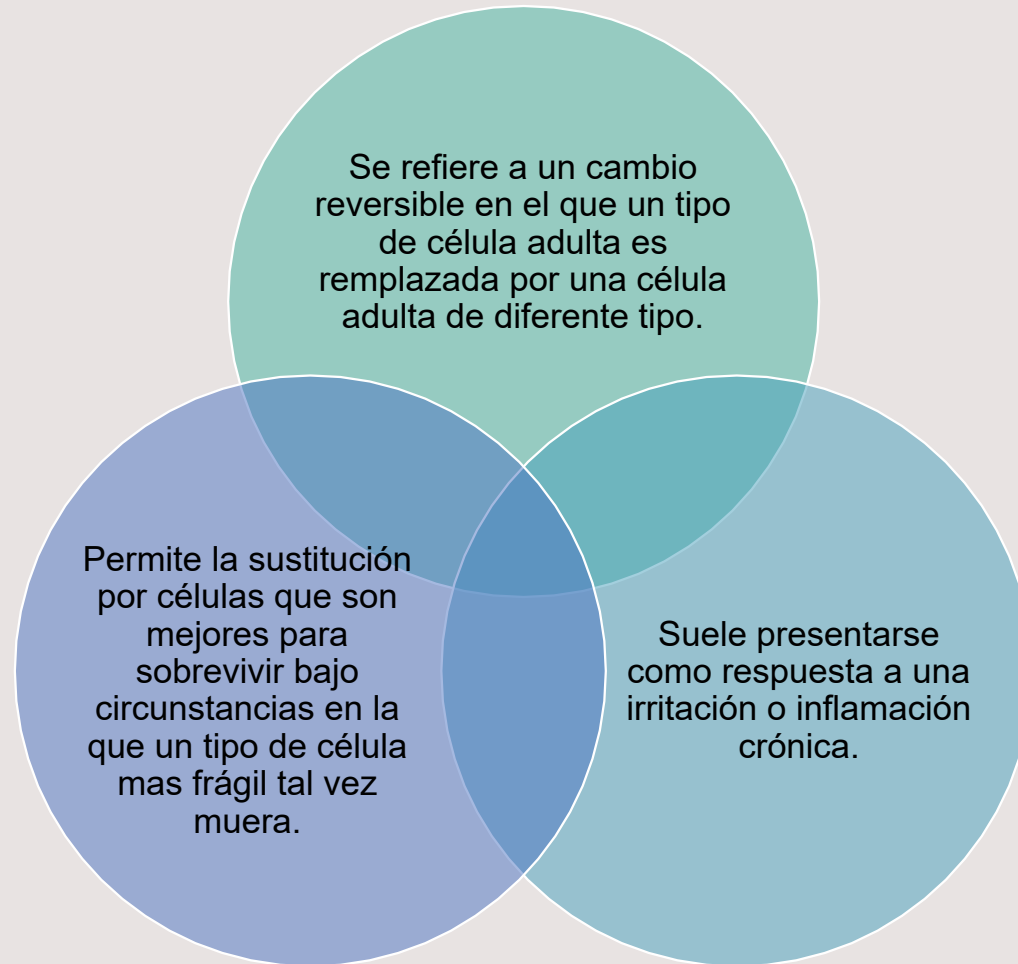 Se refiere a un cambio
reversible en el que un tipo
de célula adulta es
remplazada por una célula
adulta de diferente tipo.
Permite la sustitución
por células que son
mejores para
sobrevivir bajo
circunstancias en la
que un tipo de célula
mas frágil tal vez
muera.
Suele presentarse
como respuesta a una
irritación o inflamación
crónica.